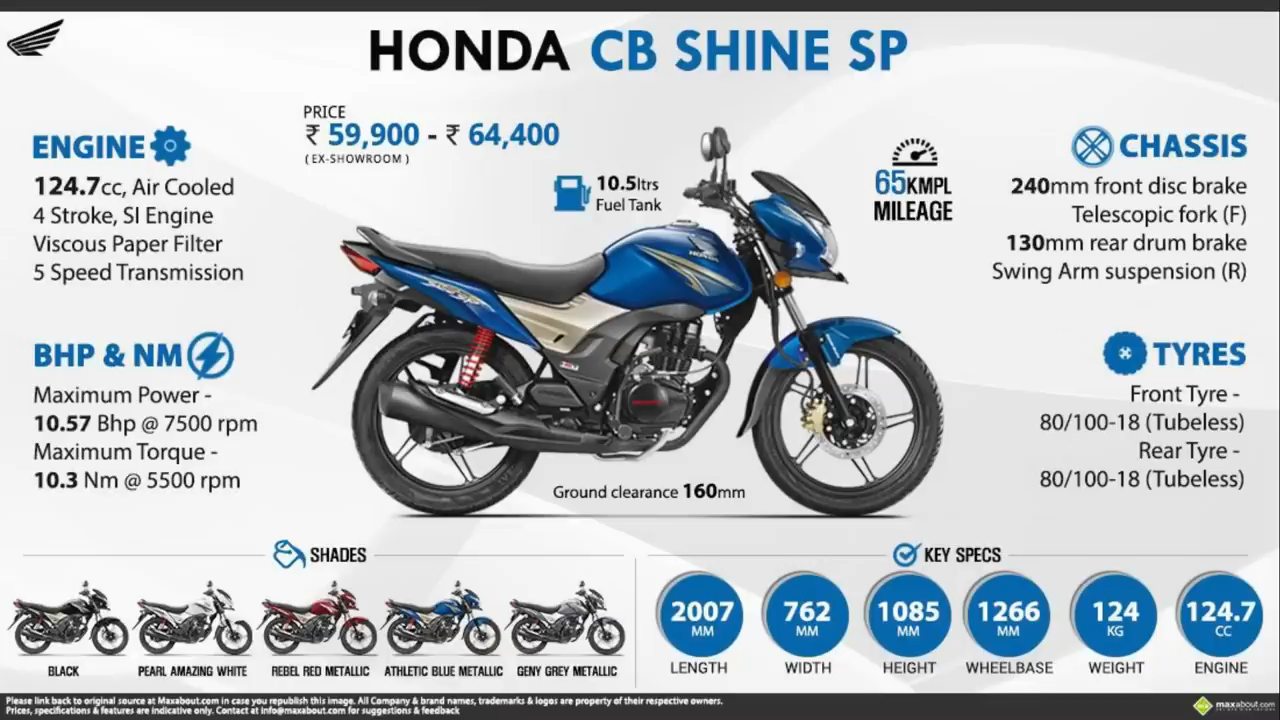 HONDA CB SHINE SP
PRICE
₹ 59,900 - ₹ 64,400
( EX-SHOWROOM )
ENGINE
124.7cc, Air Cooled
4 Stroke, SI Engine
Viscous Paper Filter
5 Speed Transmission
10.5ltrs
Fuel Tank
65KMPL
MILEAGE
CHASSIS
240mm front disc brake
Telescopic fork (F)
130mm rear drum brake
Swing Arm suspension (R)
BHP & NM
Maximum Power -
10.57 Bhp @ 7500 rpm
Maximum Torque -
10.3 Nm @ 5500 rpm
HONDA
TYRES
Front Tyre -
80/100-18 (Tubeless)
Rear Tyre -
80/100-18 (Tubeless)
Ground clearance 160mm
SHADES
BLACK
PEARL AMAZING WHITE
REBEL RED METALLIC
ATHLETIC BLUE METALLIC
GENY GREY METALLIC
KEY SPECS
2007
MM
LENGTH
762
MM
WIDTH
1085
MM
HEIGHT
1266
MM
WHEELBASE
124
KG
WEIGHT
124.7
CC
ENGINE
Please link back to original source at Maxabout.com in case you republish this image. All Company & brand names, trademarks & logos are property of their respective owners.
Prices, specifications & features are indicative only. Contact at info@maxabout.com for suggestions & feedback
maxabout.com